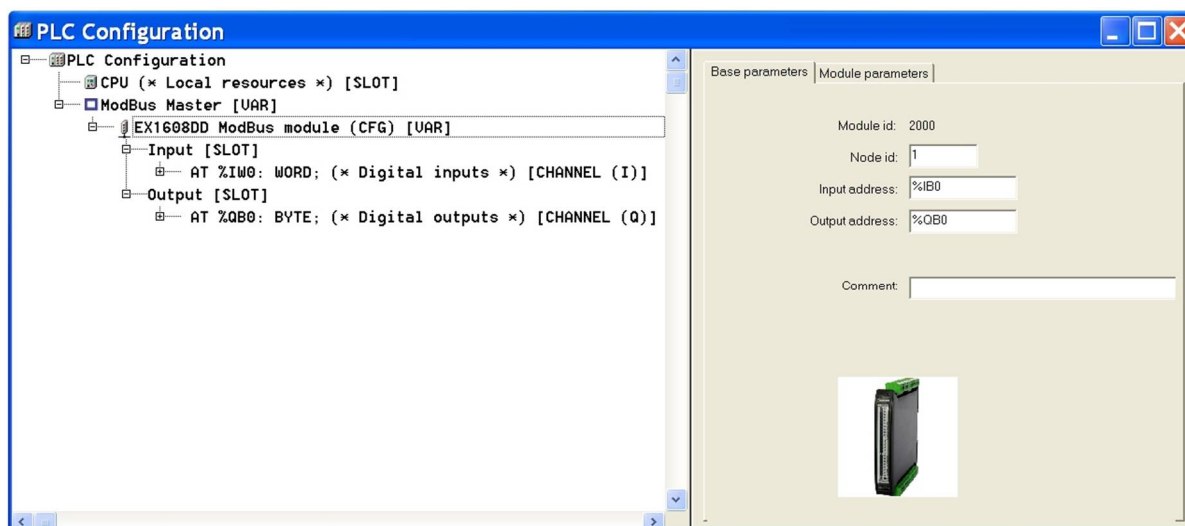 PLC Configuration
PLC Configuration
CPU (* Local resources *) [SLOT]
ModBus Master [VAR]
EX1608DD ModBus module (CFG) [VAR]
Input [SLOT]
AT %IW0: WORD; (* Digital inputs *) [CHANNEL (I)]
Output [SLOT]
AT %QB0: BYTE; (* Digital outputs *) [CHANNEL (Q)]
Base parameters
Module parameters
Module id: 2000
Node id: 1
Input address: %IB0
Output address: %QB0
Comment: